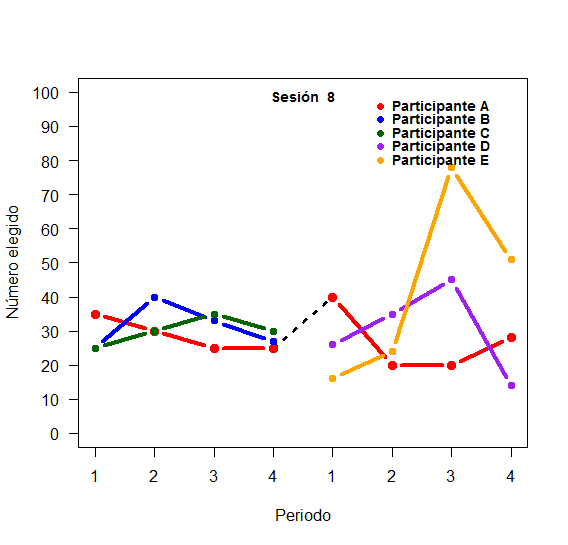 Sesión 8
Participante A
Participante B
Participante C
Participante D
Participante E
Número elegido
100
90
80
70
60
50
40
30
20
10
0
1 2 3 4 1 2 3 4
Periodo